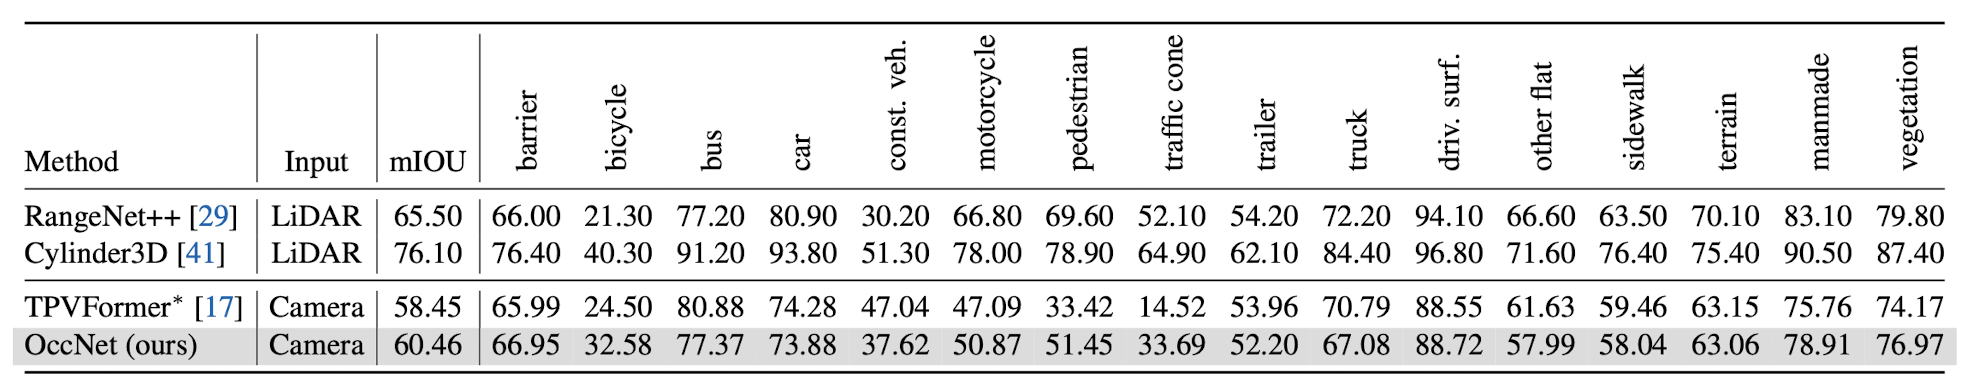 Method Input mIOU barrier bicycle bus car const. veh. motorcycle pedestrian traffic cone trailer truck driv. surf. other flat sidewalk terrain manmade vegetation
RangeNet++ [29] LiDAR 65.50 66.00 21.30 77.20 80.90 30.20 66.80 69.60 52.10 54.20 72.20 94.10 66.60 63.50 70.10 83.10 79.80
Cylinder3D [41] LiDAR 76.10 76.40 40.30 91.20 93.80 51.30 78.00 78.90 64.90 62.10 84.40 96.80 71.60 76.40 75.40 90.50 87.40
TPVFormer* [17] Camera 58.45 65.99 24.50 80.88 74.28 47.04 47.09 33.42 14.52 53.96 70.79 88.55 61.63 59.46 63.15 75.76 74.17
OccNet (ours) Camera 60.46 66.95 32.58 77.37 73.88 37.62 50.87 51.45 33.69 52.20 67.08 88.72 57.99 58.04 63.06 78.91 76.97